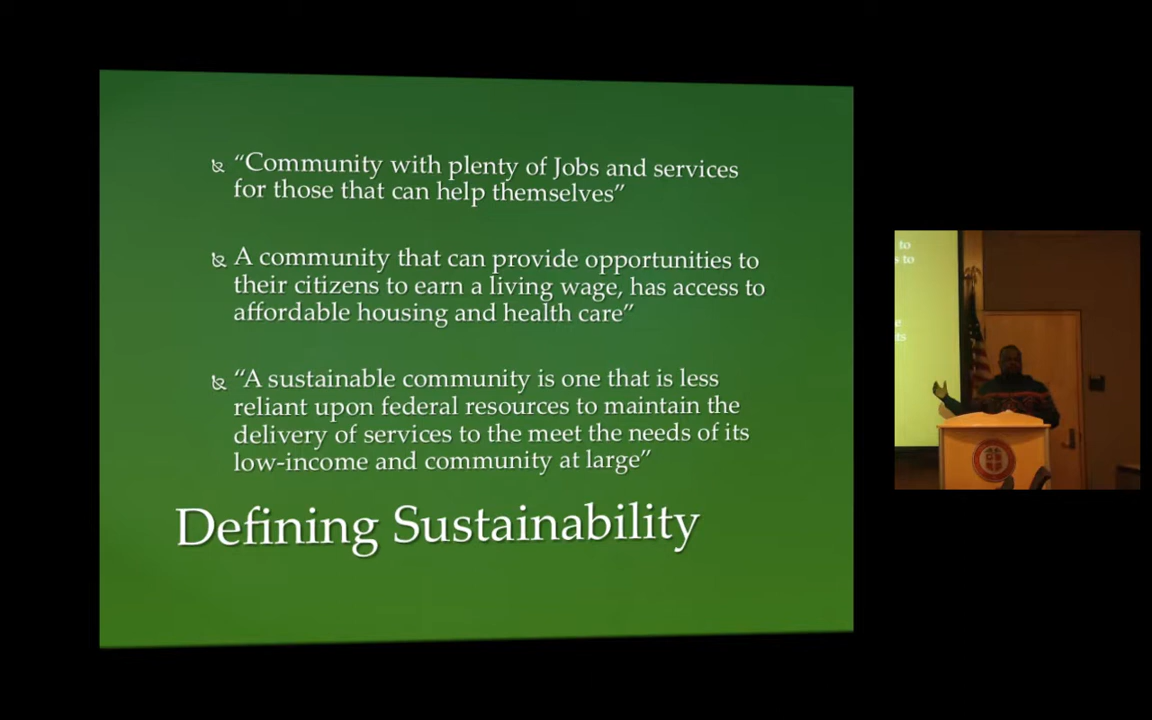 “Community with plenty of Jobs and services
for those that can help themselves”
A community that can provide opportunities to
their citizens to earn a living wage, has access to
affordable housing and health care”
“A sustainable community is one that is less
reliant upon federal resources to maintain the
delivery of services to the meet the needs of its
low-income and community at large”
Defining Sustainability
to
s to
e
its